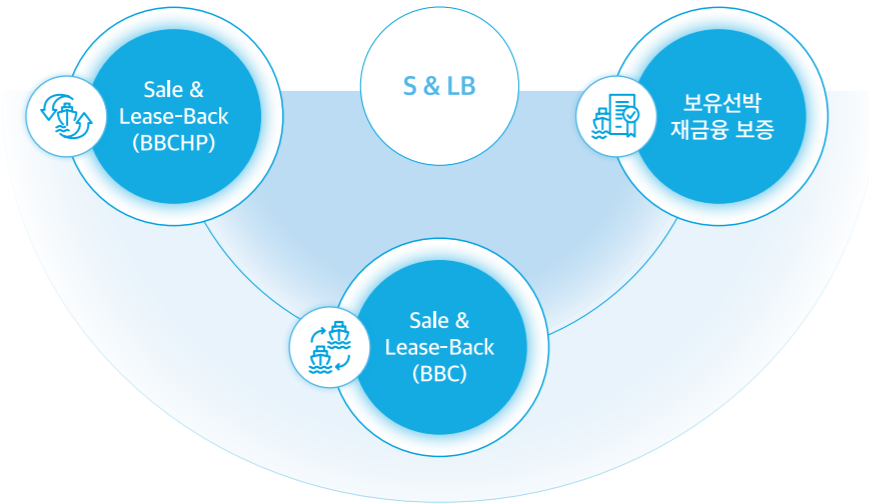 S & LB
Sale &
Lease-Back
(BBCHP)
보유선박
재금융 보증
Sale &
Lease-Back
(BBC)